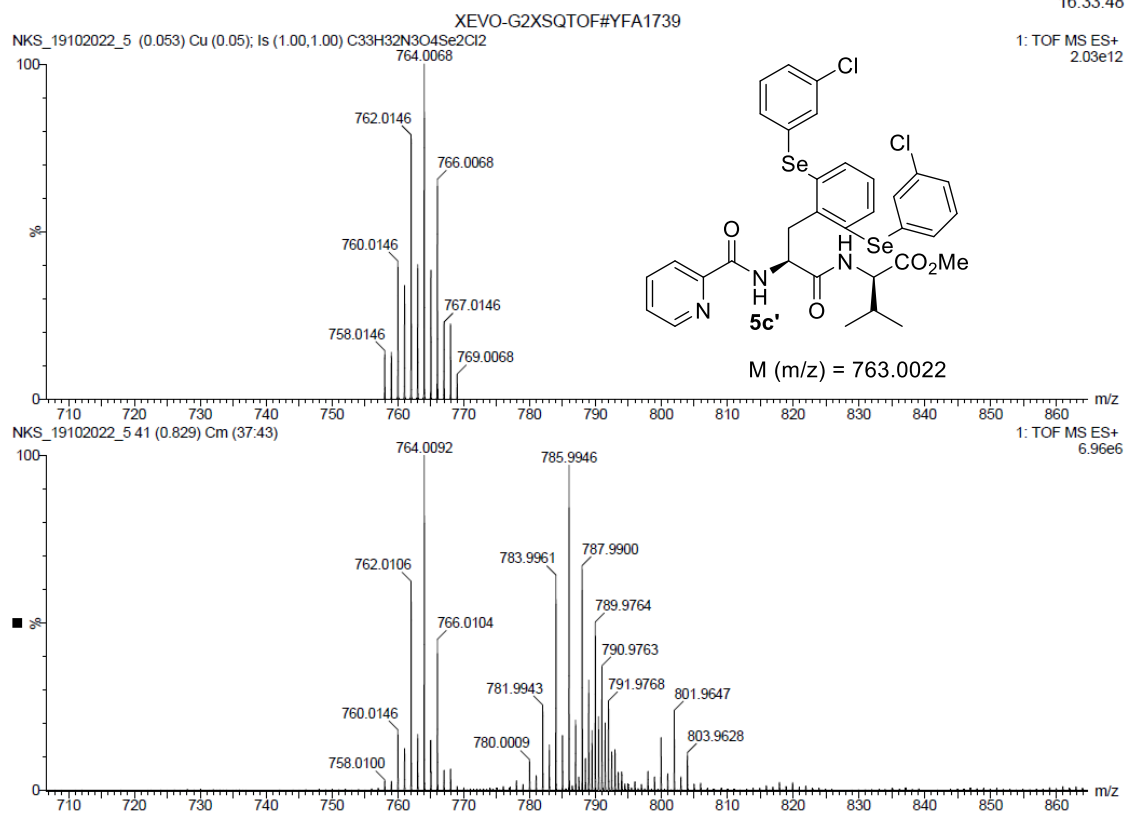 16:33:48
XEVO-G2XSQTOF#YFA1739
NKS_19102022_5 (0.053) Cu (0.05); Is (1.00,1.00) C33H32N3O4Se2Cl2
1: TOF MS ES+
2.03e12
100
%
0
764.0068
762.0146
766.0068
760.0146
767.0146
758.0146
769.0068
Cl
Cl
Se
Se
O
H
N
CO2Me
N
H
O
N
5c'
M (m/z) = 763.0022
710 720 730 740 750 760 770 780 790 800 810 820 830 840 850 860 m/z
NKS_19102022_5 41 (0.829) Cm (37:43)
1: TOF MS ES+
6.96e6
100
%
0
764.0092
785.9946
762.0106
783.9961
787.9900
766.0104
789.9764
790.9763
781.9943
791.9768
801.9647
760.0146
780.0009
803.9628
758.0100
710 720 730 740 750 760 770 780 790 800 810 820 830 840 850 860 m/z